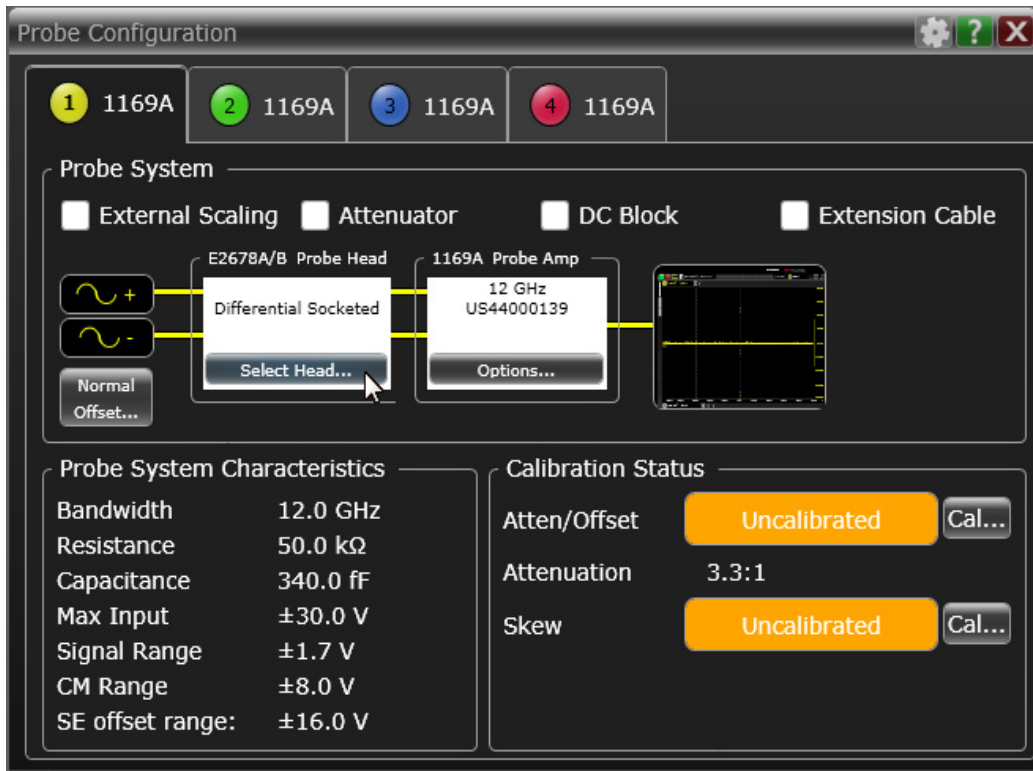 Probe Configuration ?
1 1169A 2 1169A 3 1169A 4 1169A
Probe System
External Scaling Attenuator DC Block Extension Cable
E2678A/B Probe Head 1169A Probe Amp
+ Differential Socketed 12 GHz
US44000139
-
Normal Select Head... Options...
Offset...
Probe System Characteristics Calibration Status
Bandwidth 12.0 GHz Atten/Offset Uncalibrated Cal...
Resistance 50.0 kΩ
Capacitance 340.0 fF Attenuation 3.3:1
Max Input ±30.0 V Skew Uncalibrated Cal...
Signal Range ±1.7 V
CM Range ±8.0 V
SE offset range: ±16.0 V